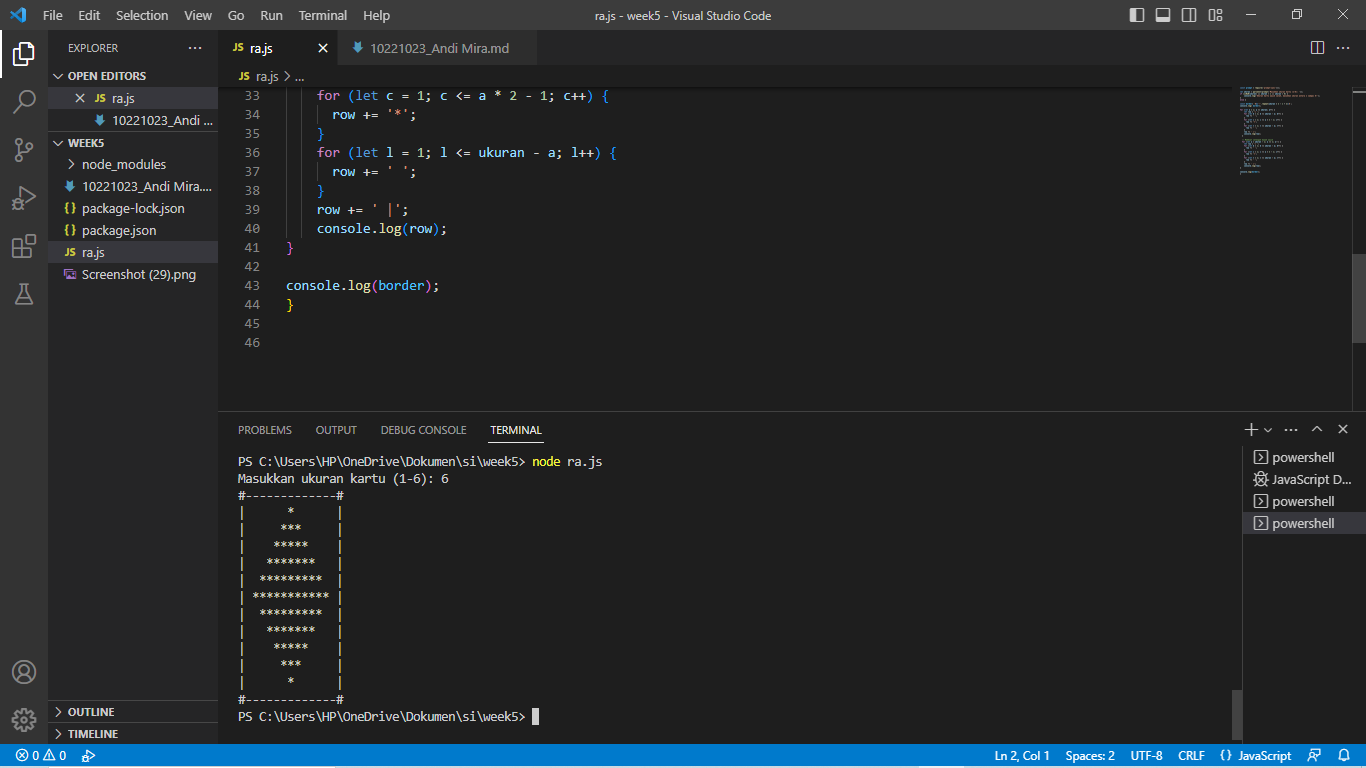 File Edit Selection View Go Run Terminal Help ra.js - week5 - Visual Studio Code
EXPLORER
OPEN EDITORS
JS ra.js
10221023_Andi ...
WEEK5
node_modules
10221023_Andi Mira....
{} package-lock.json
{} package.json
JS ra.js
Screenshot (29).png
OUTLINE
TIMELINE
JS ra.js 10221023_Andi Mira.md
JS ra.js > ...
33 for (let c = 1; c <= a * 2 - 1; c++) {
34 row += '*';
35 }
36 for (let l = 1; l <= ukuran - a; l++) {
37 row += ' ';
38 }
39 row += ' |';
40 console.log(row);
41 }
42
43 console.log(border);
44 }
45
46
PROBLEMS OUTPUT DEBUG CONSOLE TERMINAL
PS C:\Users\HP\OneDrive\Dokumen\si\week5> node ra.js
Masukkan ukuran kartu (1-6): 6
#-------------#
|      *      |
|     ***     |
|    *****    |
|   *******   |
|  *********  |
| *********** |
|  *********  |
|   *******   |
|    *****    |
|     ***     |
|      *      |
#-------------#
PS C:\Users\HP\OneDrive\Dokumen\si\week5>
powershell
JavaScript D...
powershell
powershell
0 0 Ln 2, Col 1 Spaces: 2 UTF-8 CRLF {} JavaScript